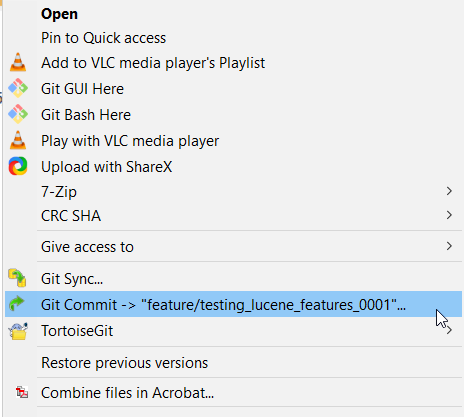 Open
Pin to Quick access
Add to VLC media player's Playlist
Git GUI Here
Git Bash Here
Play with VLC media player
Upload with ShareX
7-Zip
CRC SHA
Give access to
Git Sync...
Git Commit -> "feature/testing_lucene_features_0001"...
TortoiseGit
Restore previous versions
Combine files in Acrobat...